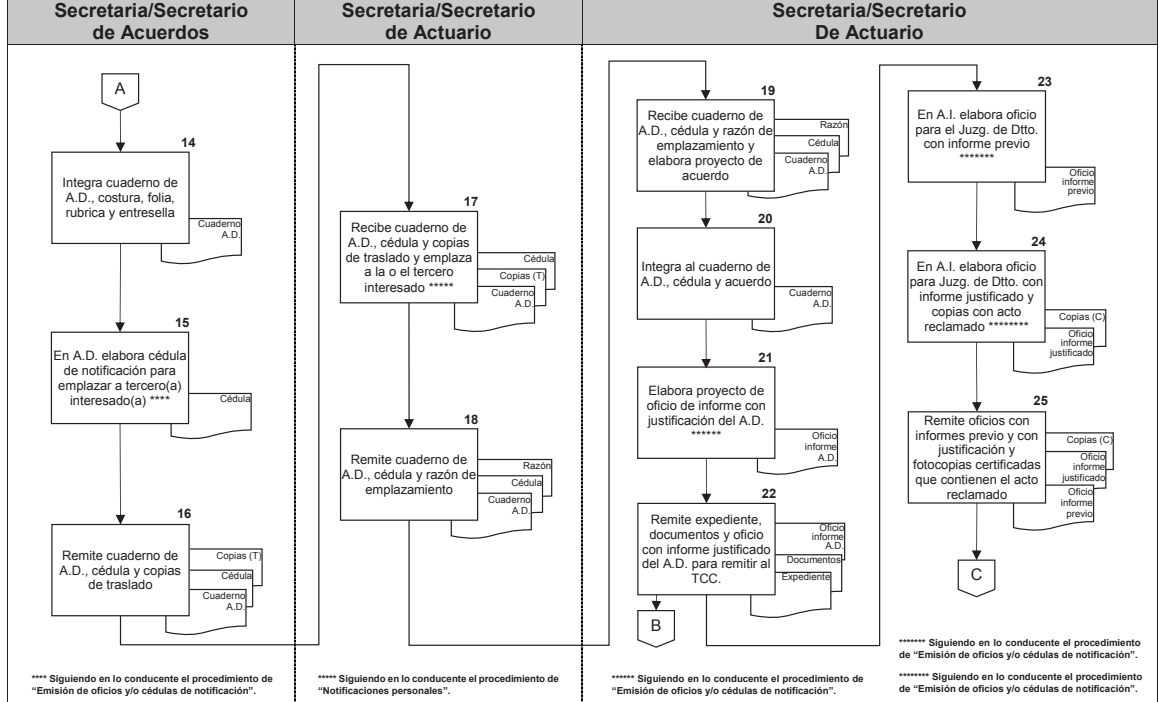 Secretaria/Secretario
de Acuerdos
Secretaria/Secretario
de Actuario
Secretaria/Secretario
De Actuario
A
14
Integra cuaderno de
A.D., costura, folia,
rubrica y entresella
Cuaderno
A.D.
15
En A.D. elabora cédula
de notificación para
emplazar a tercero(a)
interesado(a) ****
Cédula
16
Remite cuaderno de
A.D., cédula y copias
de traslado
Copias (T)
Cédula
Cuaderno
A.D.
**** Siguiendo en lo conducente el procedimiento de
“Emisión de oficios y/o cédulas de notificación”.
17
Recibe cuaderno de
A.D., cédula y copias
de traslado y emplaza
a la o el tercero
interesado *****
Cédula
Copias (T)
Cuaderno
A.D.
18
Remite cuaderno de
A.D., cédula y razón de
emplazamiento
Razón
Cédula
Cuaderno
A.D.
***** Siguiendo en lo conducente el procedimiento de
“Notificaciones personales”.
19
Recibe cuaderno de
A.D., cédula y razón de
emplazamiento y
elabora proyecto de
acuerdo
Razón
Cédula
Cuaderno
A.D.
20
Integra al cuaderno de
A.D., cédula y acuerdo
Cuaderno
A.D.
21
Elabora proyecto de
oficio de informe con
justificación del A.D.
******
Oficio
informe
A.D.
22
Remite expediente,
documentos y oficio
con informe justificado
del A.D. para remitir al
TCC.
Oficio
informe
A.D.
Documentos
Expediente
B
****** Siguiendo en lo conducente el procedimiento de
“Emisión de oficios y/o cédulas de notificación”.
23
En A.I. elabora oficio
para el Juzg. de Dtto.
con informe previo
*******
Oficio
informe
previo
24
En A.I. elabora oficio
para Juzg. de Dtto. con
informe justificado y
copias con acto
reclamado ********
Copias (C)
Oficio
informe
justificado
25
Remite oficios con
informes previo y con
justificación y
fotocopias certificadas
que contienen el acto
reclamado
Copias (C)
Oficio
informe
justificado
Oficio
informe
previo
C
******* Siguiendo en lo conducente el procedimiento
de “Emisión de oficios y/o cédulas de notificación”.
******** Siguiendo en lo conducente el procedimiento
de “Emisión de oficios y/o cédulas de notificación”.